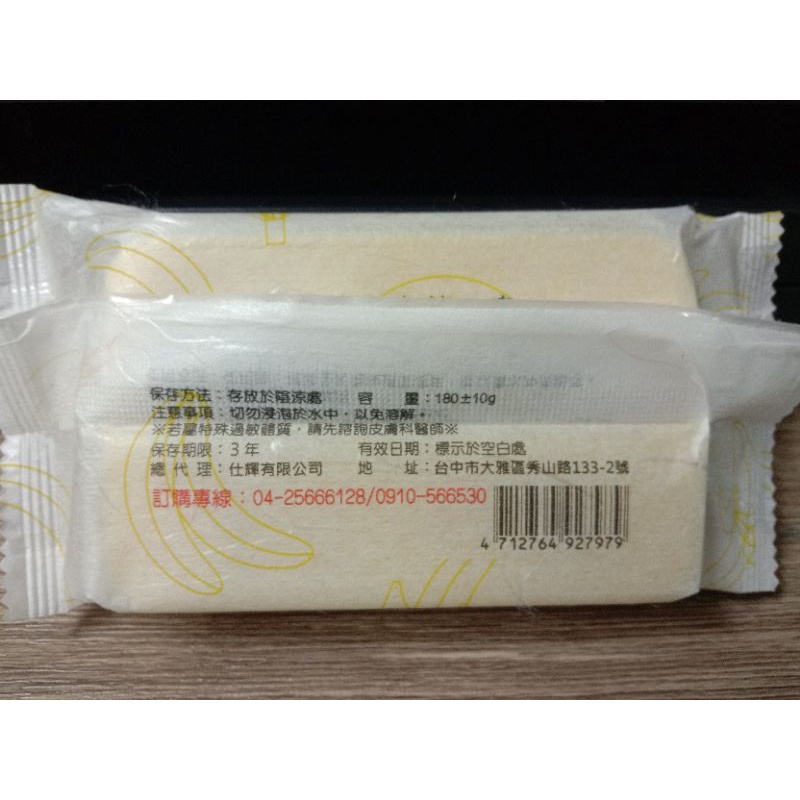 保存方法：存放於陰涼處　容　量：180±10g
注意事項：切勿浸泡於水中，以免溶解。
※若屬特殊過敏體質，請先諮詢皮膚科醫師※
保存期限：3年　有效日期：標示於空白處
總代理：仕輝有限公司　地　址：台中市大雅區秀山路133-2號
訂購專線：04-25666128/0910-566530
4 712764 927979